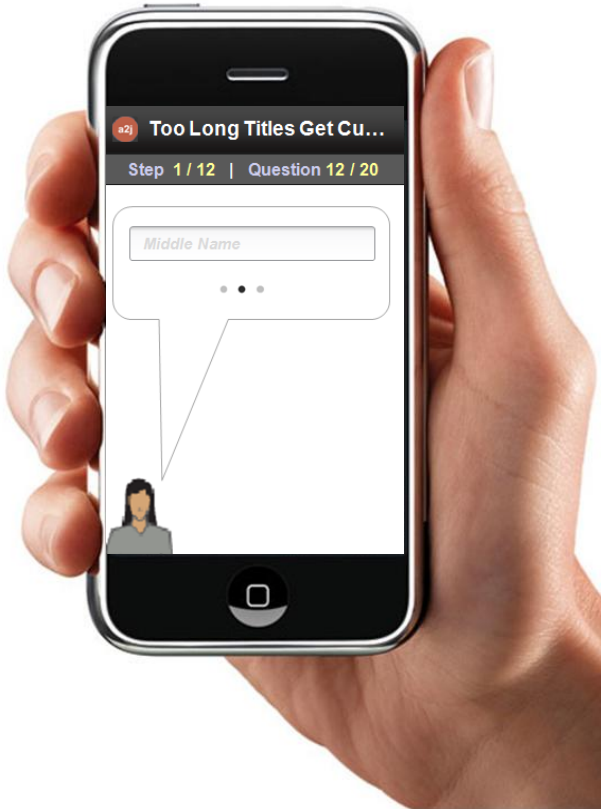 a2j Too Long Titles Get Cu...
Step 1 / 12 | Question 12 / 20
Middle Name